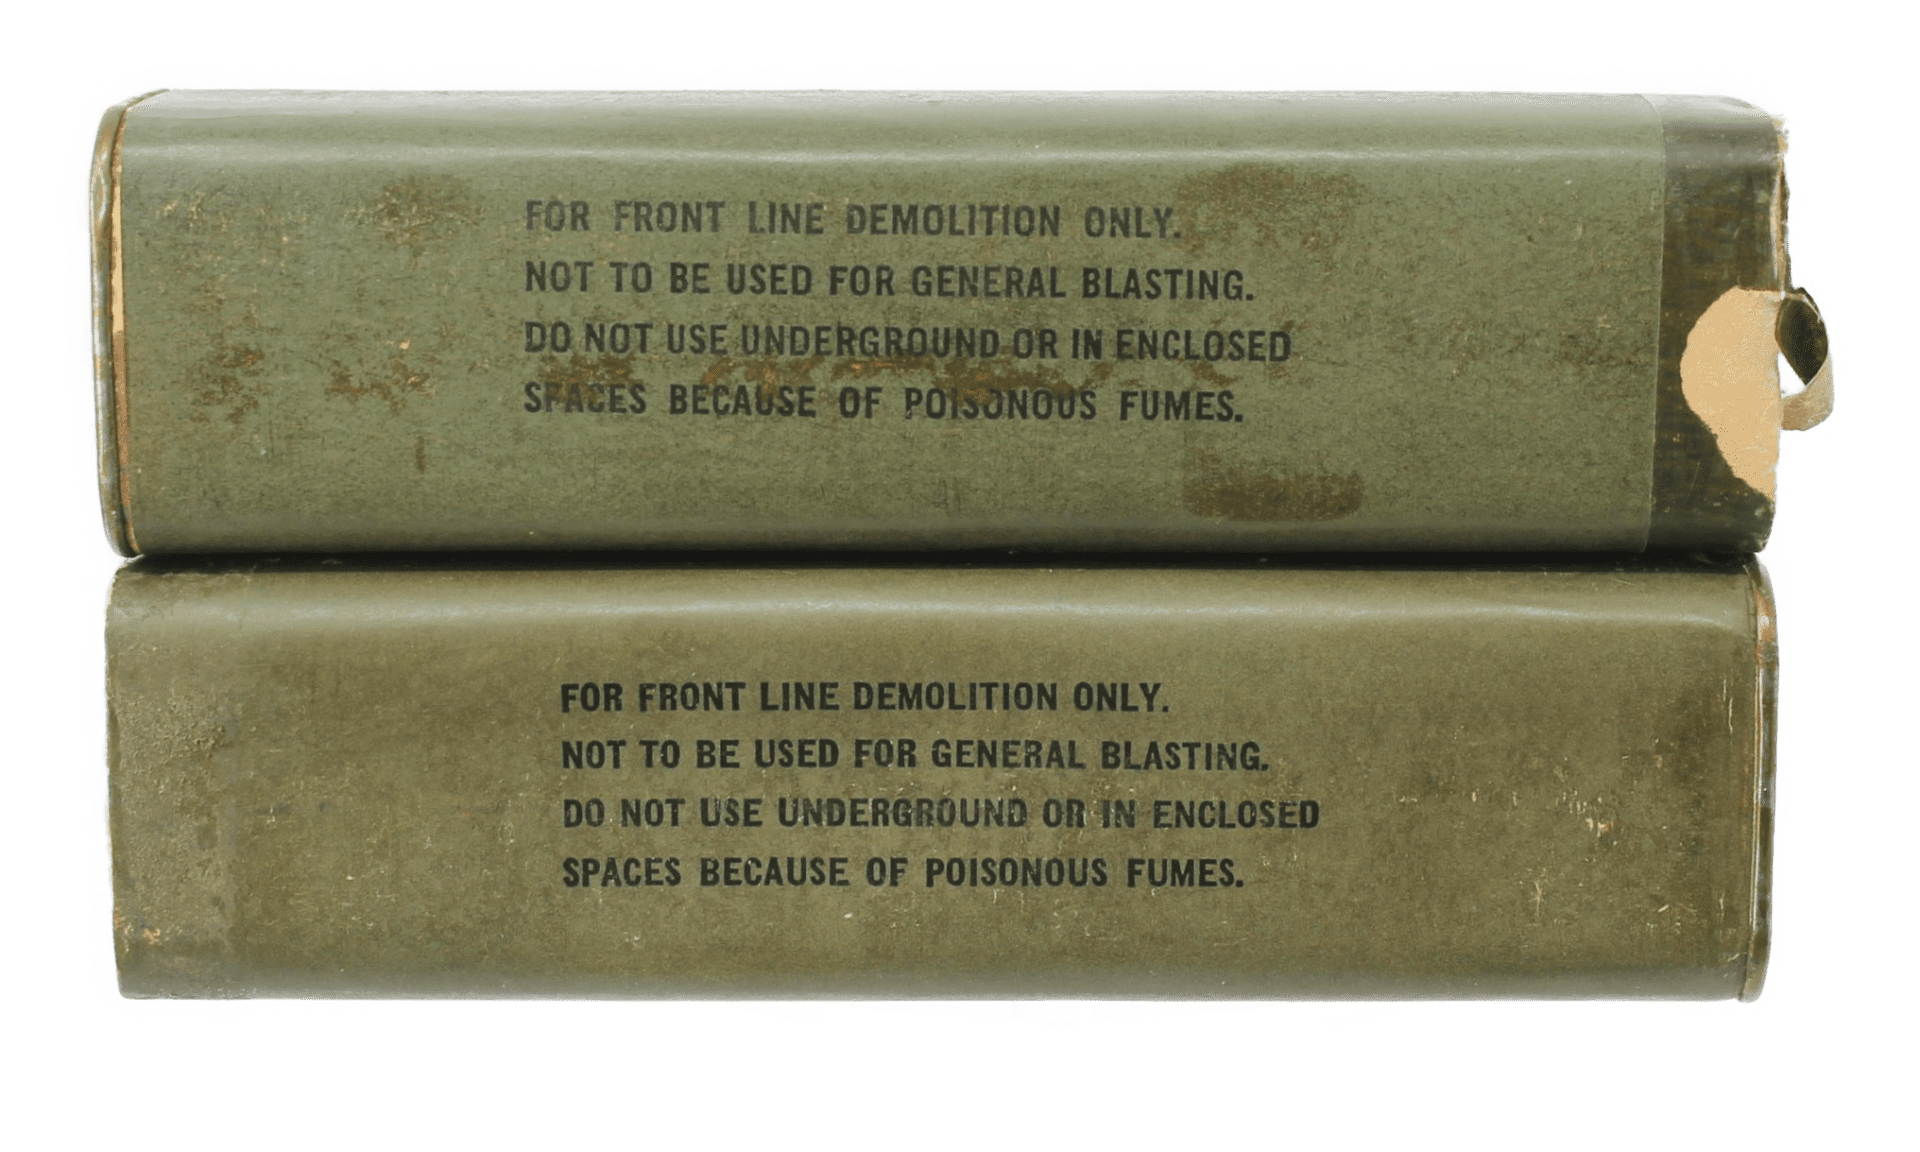 FOR FRONT LINE DEMOLITION ONLY.
NOT TO BE USED FOR GENERAL BLASTING.
DO NOT USE UNDERGROUND OR IN ENCLOSED
SPACES BECAUSE OF POISONOUS FUMES.
FOR FRONT LINE DEMOLITION ONLY.
NOT TO BE USED FOR GENERAL BLASTING.
DO NOT USE UNDERGROUND OR IN ENCLOSED
SPACES BECAUSE OF POISONOUS FUMES.